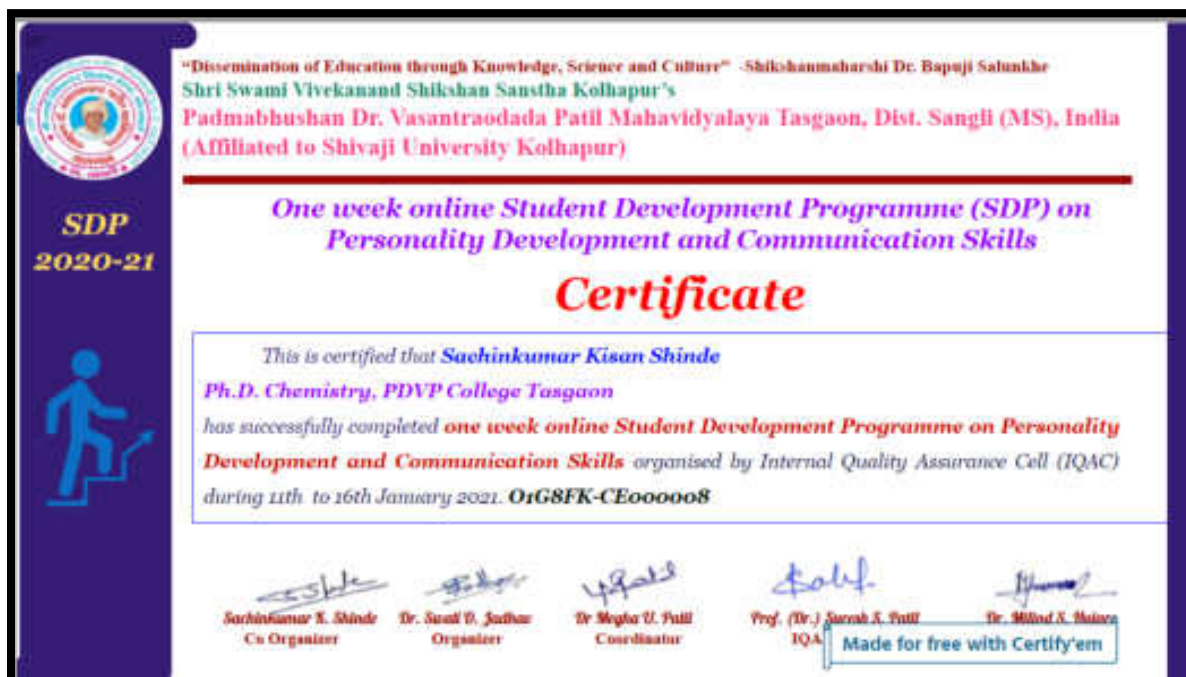 "Dissemination of Education through Knowledge, Science and Culture" -Shikshanmaharshi Dr. Bapuji Salunkhe
Shri Swami Vivekanand Shikshan Sanstha Kolhapur's
Padmabhushan Dr. Vasantraodada Patil Mahavidyalaya Tasgaon, Dist. Sangli (MS), India
(Affiliated to Shivaji University Kolhapur)
SDP
2020-21
One week online Student Development Programme (SDP) on
Personality Development and Communication Skills
Certificate
This is certified that Sachinkumar Kisan Shinde
Ph.D. Chemistry, PDVP College Tasgaon
has successfully completed one week online Student Development Programme on Personality
Development and Communication Skills organised by Internal Quality Assurance Cell (IQAC)
during 11th to 16th January 2021. O1G8FK-CE000008
Sachinkumar K. Shinde Dr. Swati D. Jadhav Dr Megha U. Patil Prof. (Dr.) Suresh S. Patil Dr. Milind S.
Co Organizer Organizer Coordinator IQA
Made for free with Certify'em